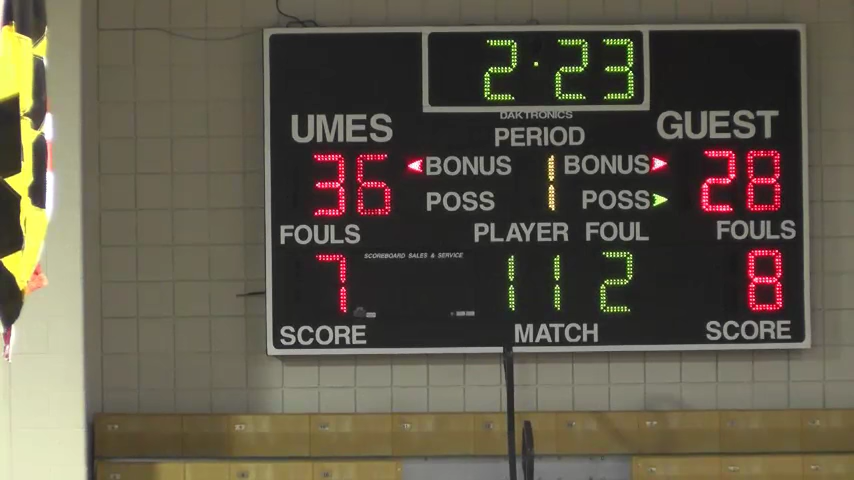 2:23
DAKTRONICS
UMES PERIOD GUEST
36 BONUS 1 BONUS 28
POSS POSS
FOULS PLAYER FOUL FOULS
SCOREBOARD SALES & SERVICE
7 11 2 8
SCORE MATCH SCORE